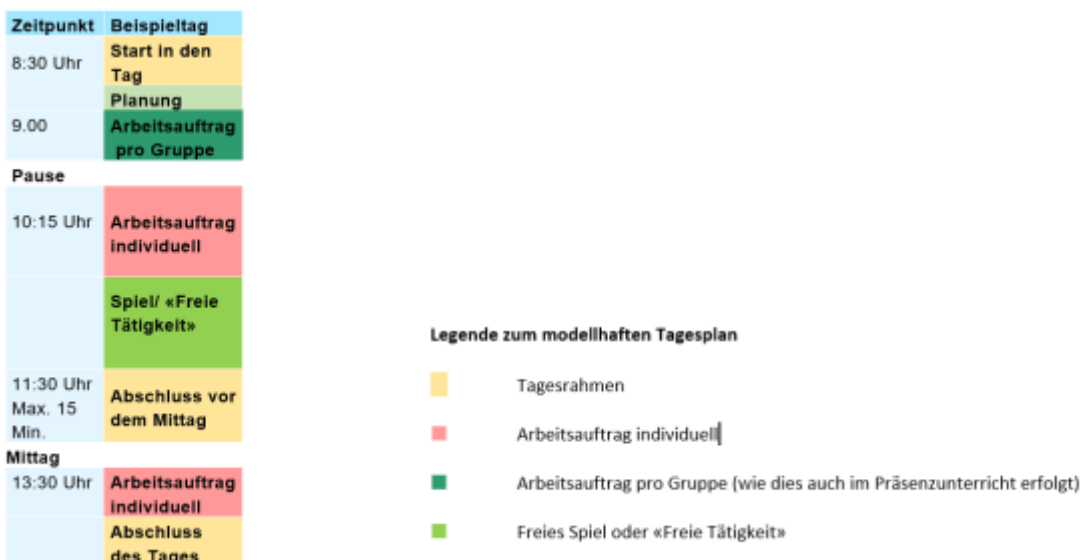 Zeitpunkt Beispieltag
8:30 Uhr Start in den
Tag
Planung
9.00 Arbeitsauftrag
pro Gruppe
Pause
10:15 Uhr Arbeitsauftrag
individuell
Spiel/ «Freie
Tätigkeit»
11:30 Uhr
Max. 15
Min.
Abschluss vor
dem Mittag
Mittag
13:30 Uhr Arbeitsauftrag
individuell
Abschluss
des Tages
Legende zum modellhaften Tagesplan
Tagesrahmen
Arbeitsauftrag individuell
Arbeitsauftrag pro Gruppe (wie dies auch im Präsenzunterricht erfolgt)
Freies Spiel oder «Freie Tätigkeit»